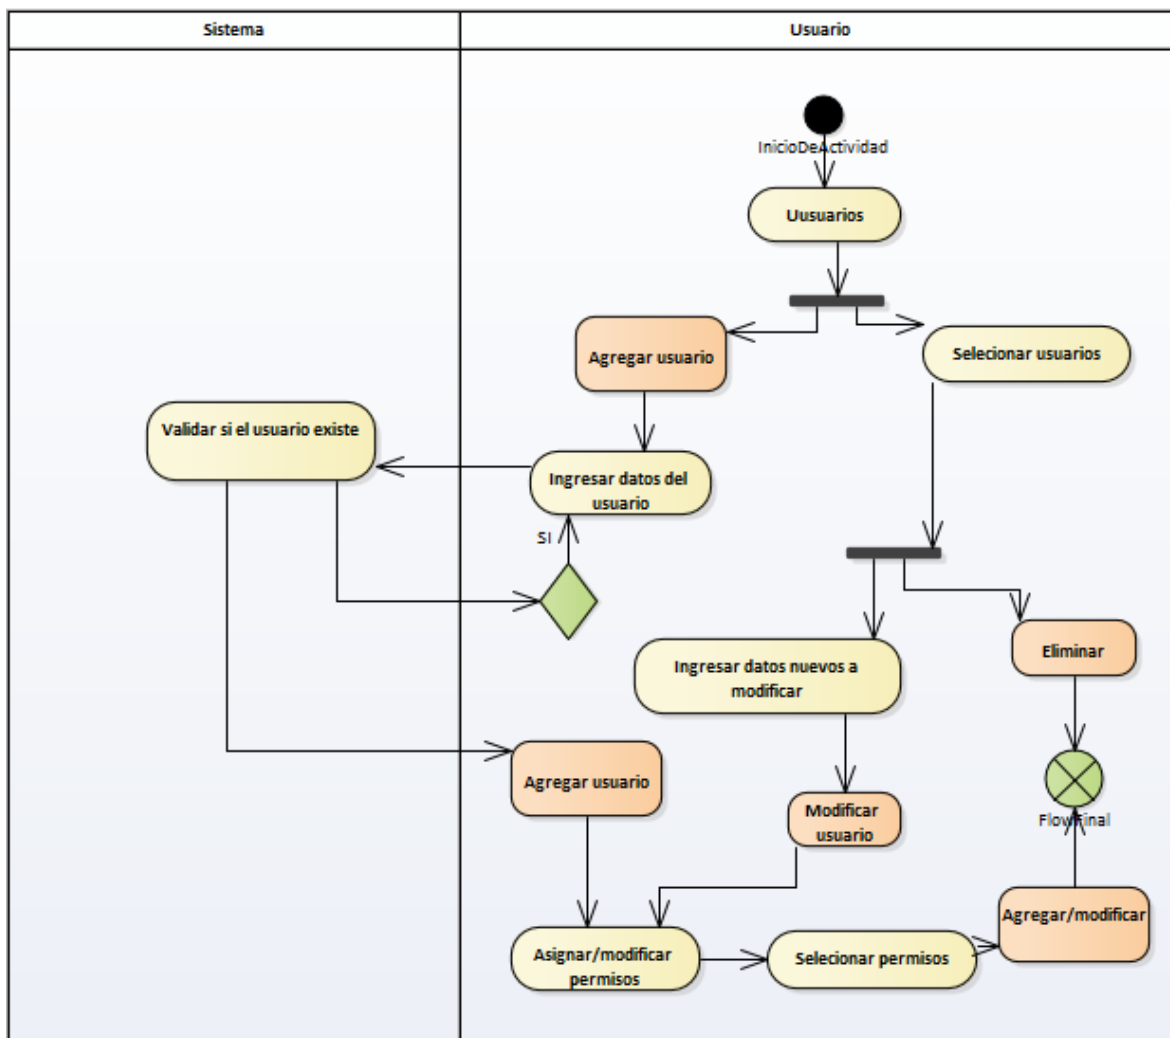 Sistema
Usuario
InicioDeActividad
Uusuarios
Agregar usuario
Selecionar usuarios
Validar si el usuario existe
Ingresar datos del
usuario
SI
Ingresar datos nuevos a
modificar
Eliminar
Agregar usuario
Modificar
usuario
FlowFinal
Agregar/modificar
Asignar/modificar
permisos
Selecionar permisos